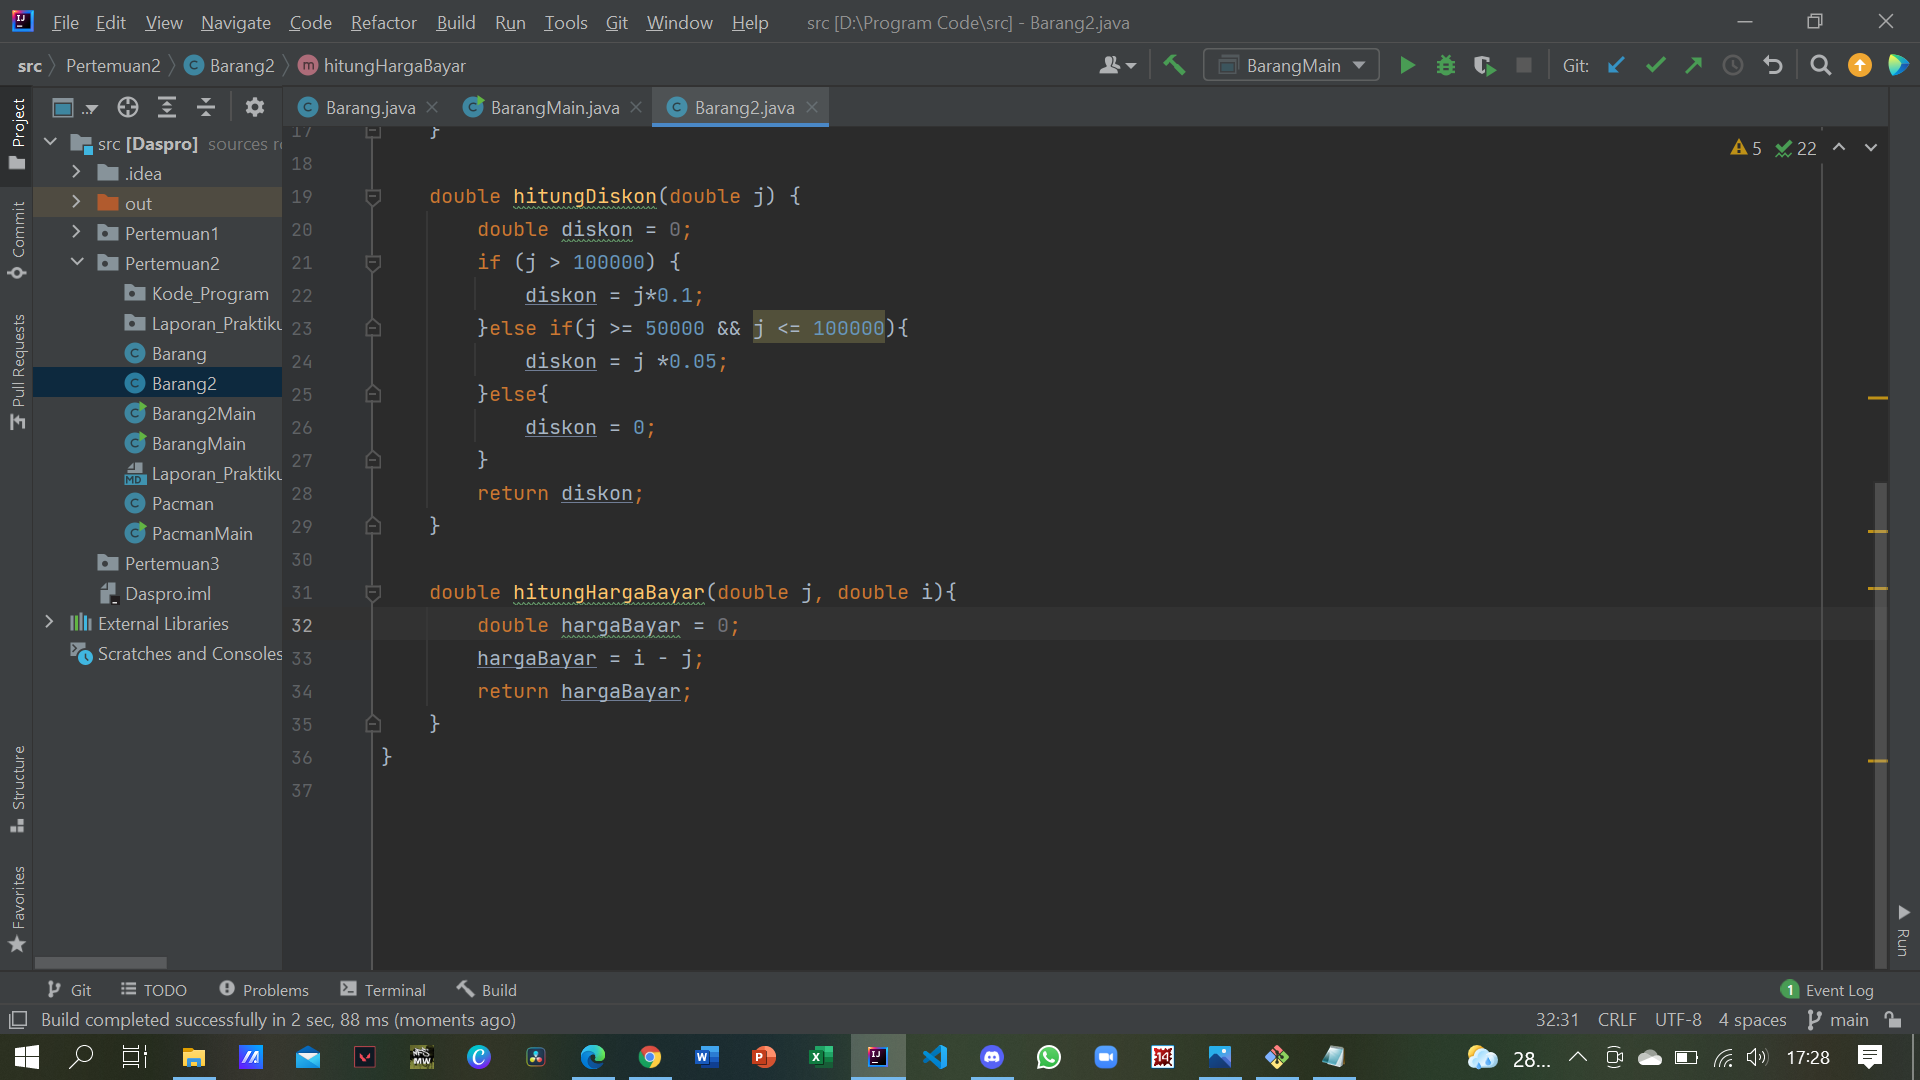 File Edit View Navigate Code Refactor Build Run Tools Git Window Help src [D:\Program Code\src] - Barang2.java
src Pertemuan2 Barang2 hitungHargaBayar BarangMain Git:
Barang.java BarangMain.java Barang2.java
Project
Commit
Pull Requests
Structure
Favorites
src [Daspro] sources
.idea
out
Pertemuan1
Pertemuan2
Kode_Program
Laporan_Praktiku
Barang
Barang2
Barang2Main
BarangMain
Laporan_Praktiku
Pacman
PacmanMain
Pertemuan3
Daspro.iml
External Libraries
Scratches and Consoles
5 22
17 }
18
19 double hitungDiskon(double j) {
20 double diskon = 0;
21 if (j > 100000) {
22 diskon = j*0.1;
23 }else if(j >= 50000 && j <= 100000){
24 diskon = j *0.05;
25 }else{
26 diskon = 0;
27 }
28 return diskon;
29 }
30
31 double hitungHargaBayar(double j, double i){
32 double hargaBayar = 0;
33 hargaBayar = i - j;
34 return hargaBayar;
35 }
36 }
37
Run
Git TODO Problems Terminal Build 1 Event Log
Build completed successfully in 2 sec, 88 ms (moments ago) 32:31 CRLF UTF-8 4 spaces main
28... 17:28